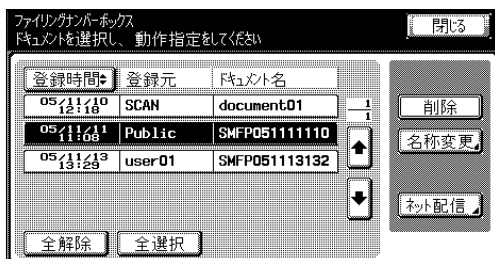 ファイリングナンバーボックス
ドキュメントを選択し、動作指定をしてください
閉じる
登録時間 登録元 ドキュメント名
05/11/10 12:18 SCAN document01
05/11/11 11:08 Public SMFP051111110
05/11/13 13:29 user01 SMFP051113132
1
1
削除
名称変更
ネット配信
全解除 全選択